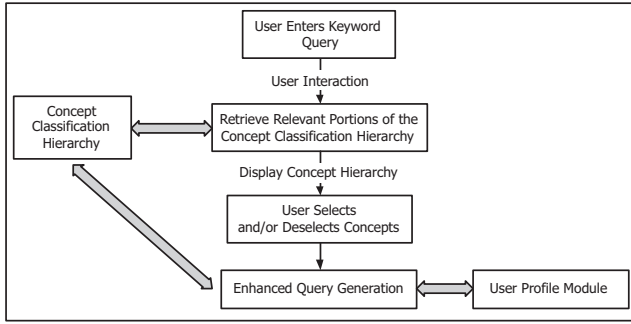 User Enters Keyword
Query
User Interaction
Concept
Classification
Hierarchy
Retrieve Relevant Portions of the
Concept Classification Hierarchy
Display Concept Hierarchy
User Selects
and/or Deselects Concepts
Enhanced Query Generation
User Profile Module